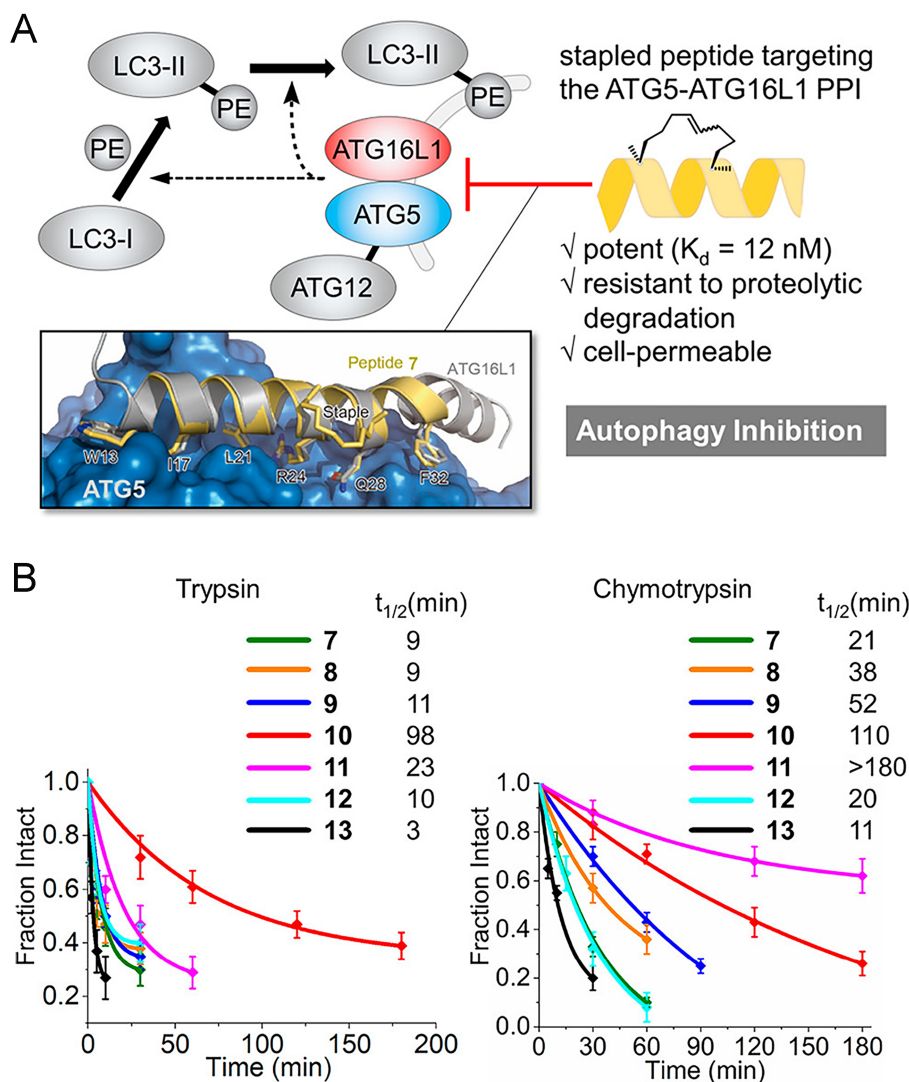 A
LC3-II
PE
LC3-II
PE
PE
LC3-I
ATG16L1
ATG5
ATG12
stapled peptide targeting
the ATG5-ATG16L1 PPI
√ potent (Kd = 12 nM)
√ resistant to proteolytic
degradation
√ cell-permeable
Autophagy Inhibition
Peptide 7
ATG16L1
Staple
W13
I17
L21
R24
Q28
F32
ATG5
B
Trypsin
t1/2(min)
7 9
8 9
9 11
10 98
11 23
12 10
13 3
Fraction Intact
1.0
0.8
0.6
0.4
0.2
0 50 100 150 200
Time (min)
Chymotrypsin
t1/2(min)
7 21
8 38
9 52
10 110
11 >180
12 20
13 11
Fraction Intact
1.0
0.8
0.6
0.4
0.2
0.0
0 30 60 90 120 150 180
Time (min)